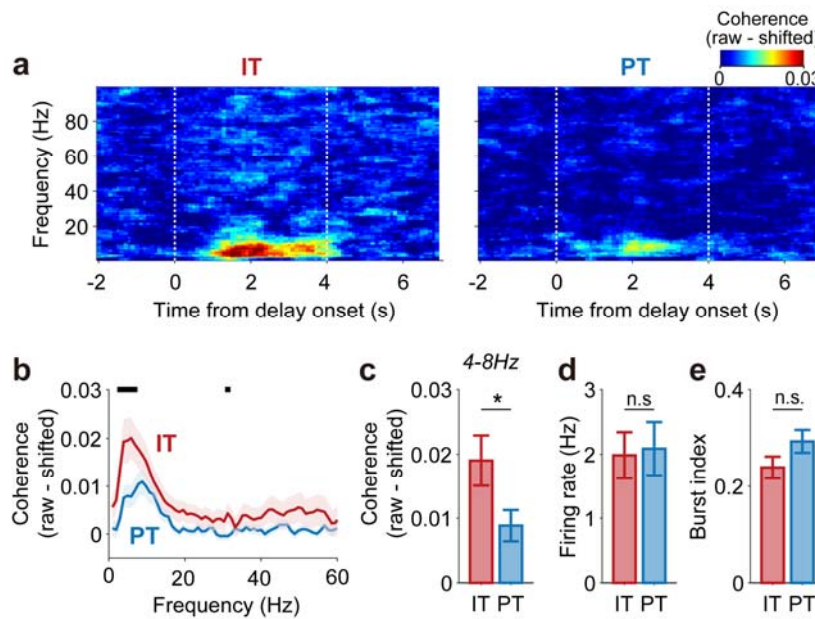 Coherence
(raw - shifted)
0 0.03
a IT PT
Frequency (Hz)
80
60
40
20
-2 0 2 4 6
-2 0 2 4 6
Time from delay onset (s)
Time from delay onset (s)
b
Coherence
(raw - shifted)
0.03
0.02
0.01
0
IT
PT
0 20 40 60
Frequency (Hz)
c
4-8Hz
Coherence
(raw - shifted)
0.03
0.02
0.01
0
*
IT PT
d
Firing rate (Hz)
3
2
1
0
n.s
IT PT
e
Burst index
0.4
0.2
0
n.s.
IT PT